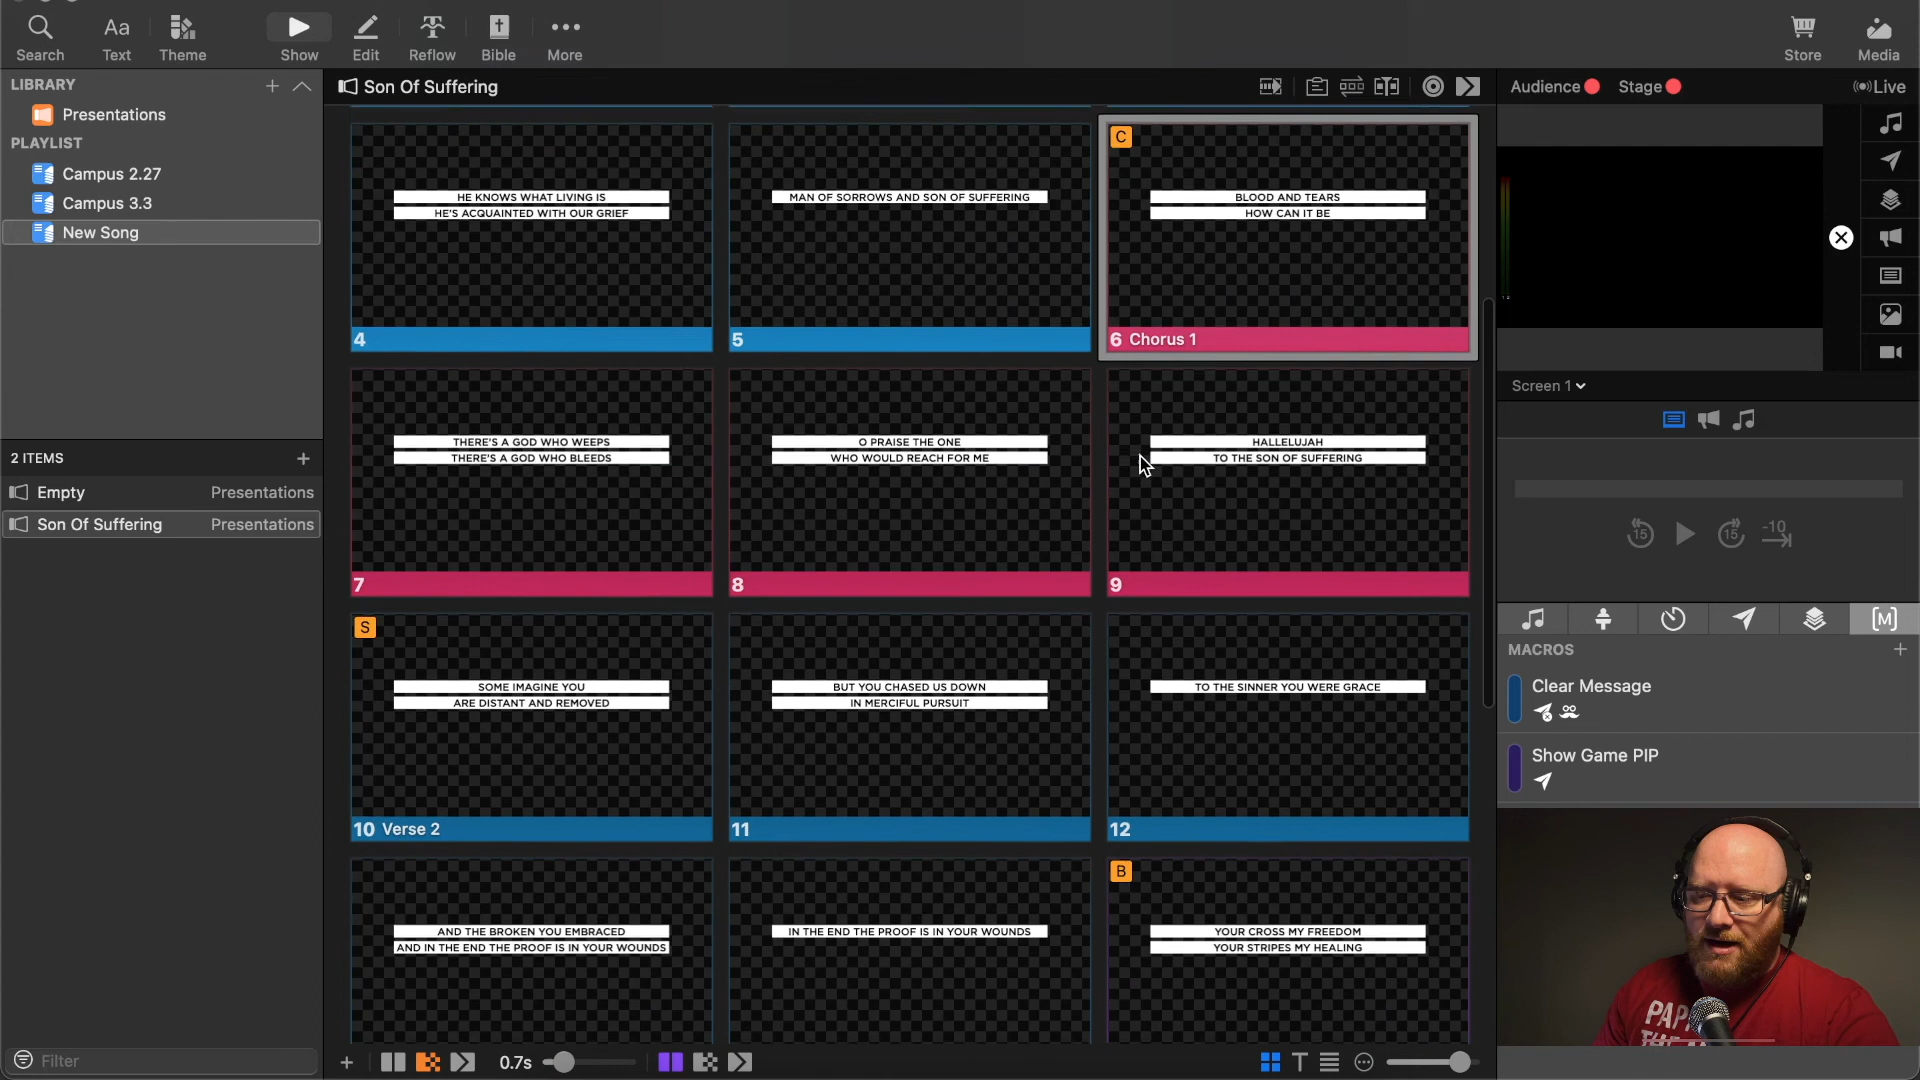 Search
Text
Theme
Show
Edit
Reflow
Bible
More
Store
Media
LIBRARY
Presentations
PLAYLIST
Campus 2.27
Campus 3.3
New Song
2 ITEMS
Empty Presentations
Son Of Suffering Presentations
Filter
Son Of Suffering
HE KNOWS WHAT LIVING IS
HE'S ACQUAINTED WITH OUR GRIEF
4
MAN OF SORROWS AND SON OF SUFFERING
5
C
BLOOD AND TEARS
HOW CAN IT BE
6 Chorus 1
THERE'S A GOD WHO WEEPS
THERE'S A GOD WHO BLEEDS
7
O PRAISE THE ONE
WHO WOULD REACH FOR ME
8
HALLELUJAH
TO THE SON OF SUFFERING
9
S
SOME IMAGINE YOU
ARE DISTANT AND REMOVED
10 Verse 2
BUT YOU CHASED US DOWN
IN MERCIFUL PURSUIT
11
TO THE SINNER YOU WERE GRACE
12
AND THE BROKEN YOU EMBRACED
AND IN THE END THE PROOF IS IN YOUR WOUNDS
IN THE END THE PROOF IS IN YOUR WOUNDS
B
YOUR CROSS MY FREEDOM
YOUR STRIPES MY HEALING
0.7s
Audience
Stage
Live
Screen 1
15
15
-10
[M]
MACROS
Clear Message
Show Game PIP